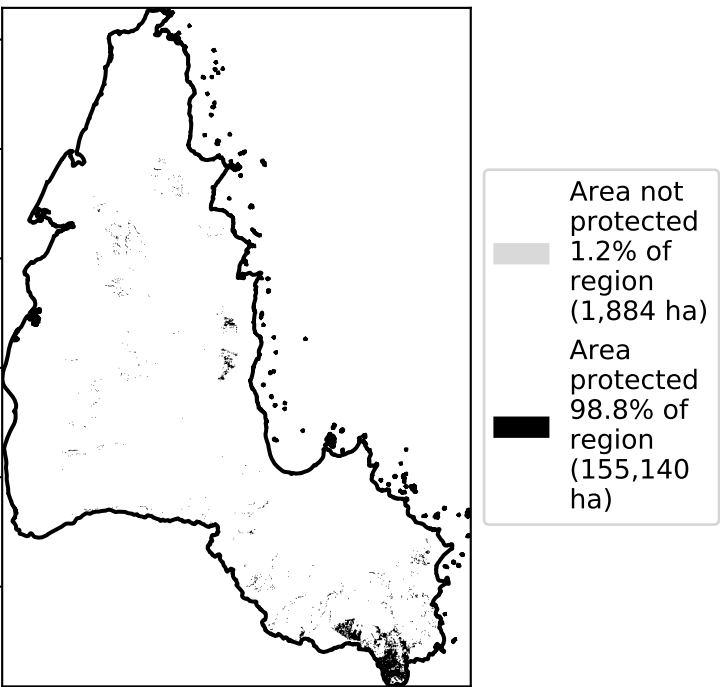 Area not
protected
1.2% of
region
(1,884 ha)
Area
protected
98.8% of
region
(155,140
ha)